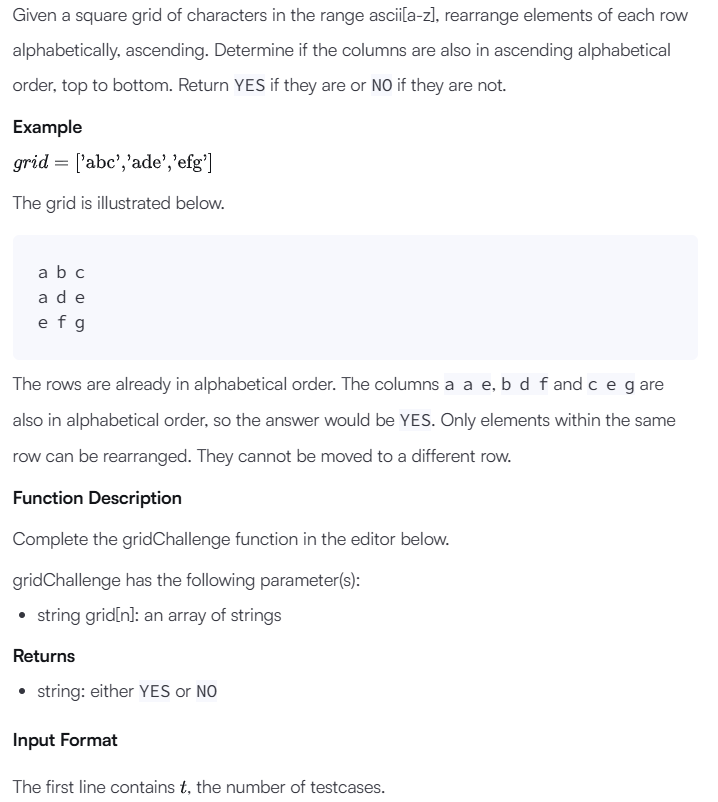 Given a square grid of characters in the range ascii[a-z], rearrange elements of each row
alphabetically, ascending. Determine if the columns are also in ascending alphabetical
order, top to bottom. Return YES if they are or NO if they are not.
Example
grid = ['abc','ade','efg']
The grid is illustrated below.
a b c
a d e
e f g
The rows are already in alphabetical order. The columns a a e, b d f and c e g are
also in alphabetical order, so the answer would be YES. Only elements within the same
row can be rearranged. They cannot be moved to a different row.
Function Description
Complete the gridChallenge function in the editor below.
gridChallenge has the following parameter(s):
• string grid[n]: an array of strings
Returns
• string: either YES or NO
Input Format
The first line contains t, the number of testcases.